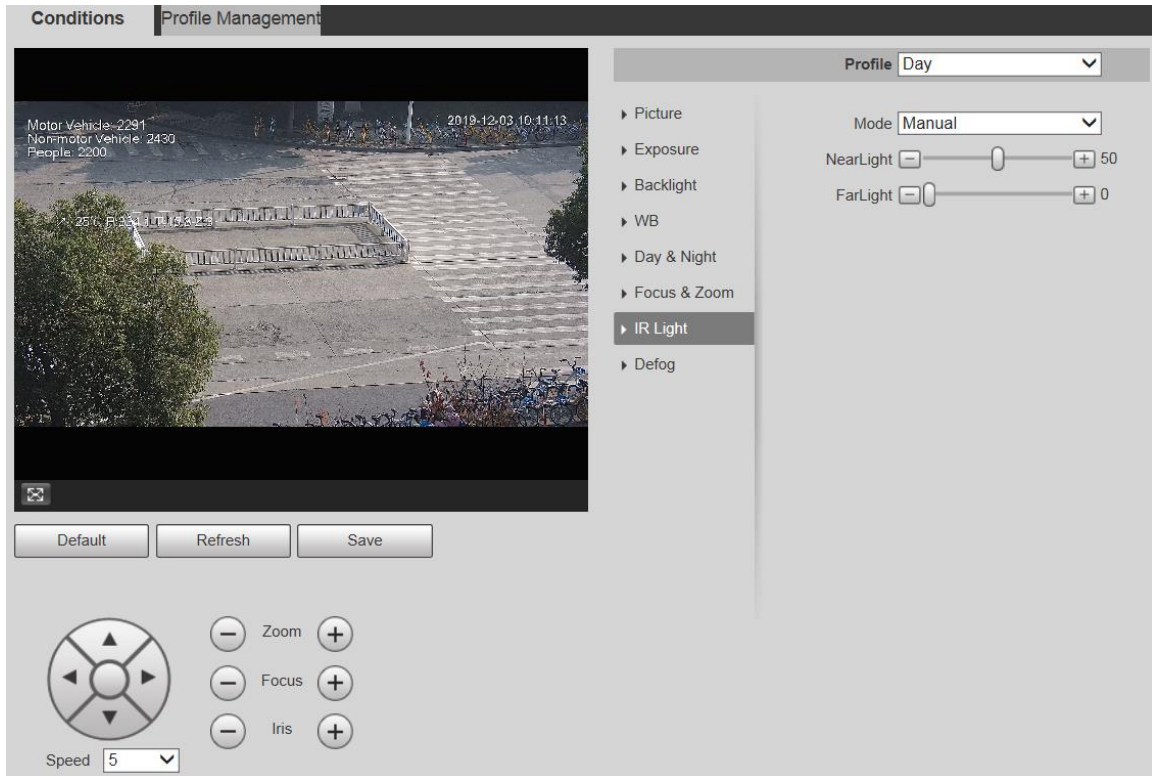 Conditions
Profile Management
Motor Vehicle: 2291
Non-motor Vehicle: 2430
People: 2200
2019-12-03 10:11:13
Default
Refresh
Save
Zoom
Focus
Iris
Speed 5
Profile Day
Picture
Exposure
Backlight
WB
Day & Night
Focus & Zoom
IR Light
Defog
Mode Manual
NearLight 50
FarLight 0